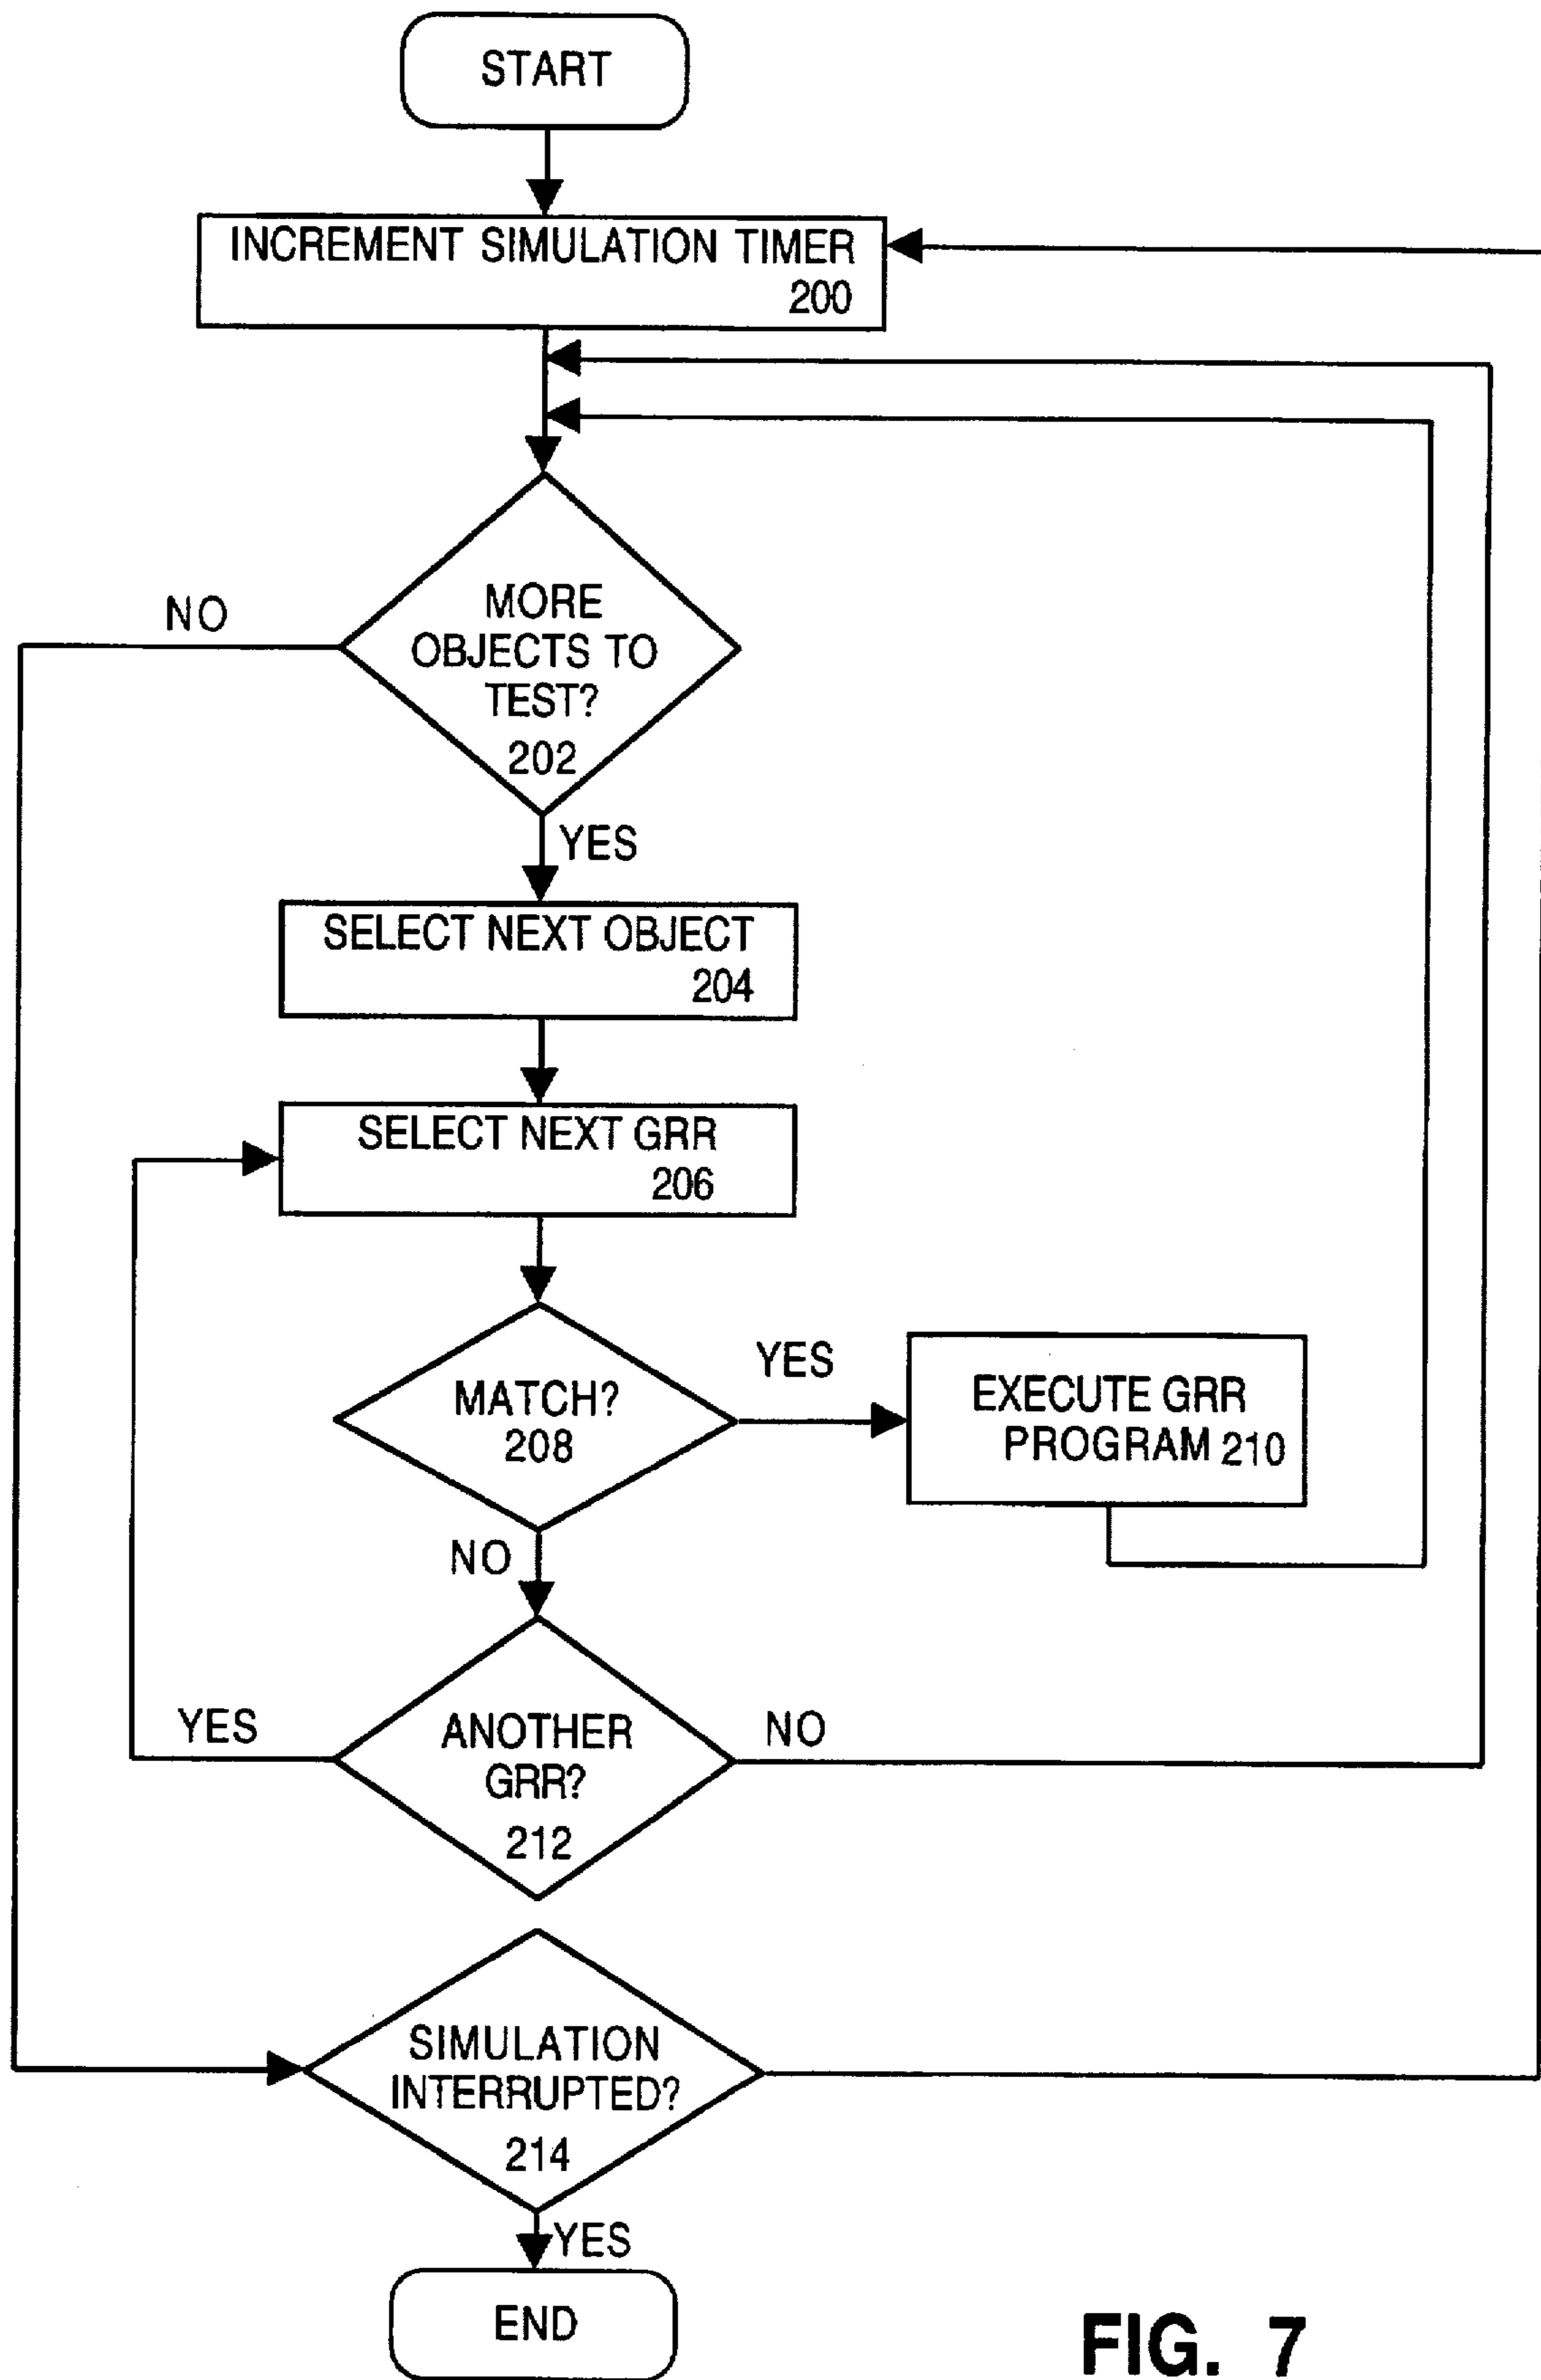 START
INCREMENT SIMULATION TIMER
200
NO
MORE
OBJECTS TO
TEST?
202
YES
SELECT NEXT OBJECT
204
SELECT NEXT GRR
206
MATCH?
208
YES
EXECUTE GRR
PROGRAM 210
NO
YES
ANOTHER
GRR?
212
NO
SIMULATION
INTERRUPTED?
214
YES
END
FIG. 7